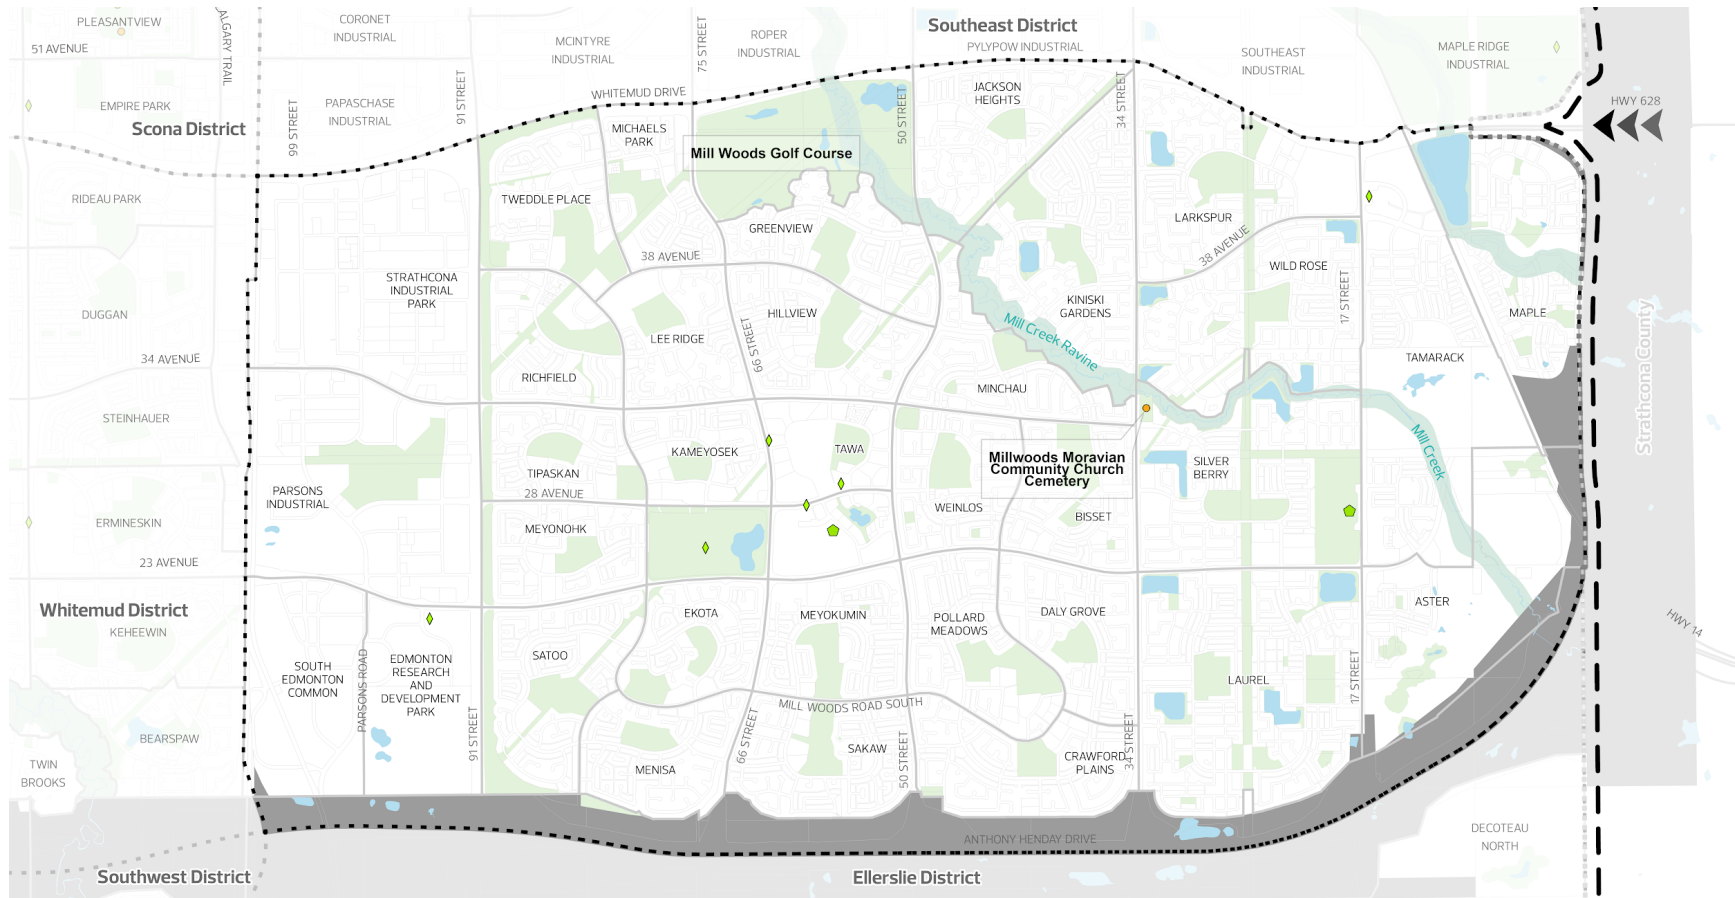 PLEASANTVIEW
51 AVENUE
CALGARY TRAIL
CORONET
INDUSTRIAL
MCINTYRE
INDUSTRIAL
75 STREET
ROPER
INDUSTRIAL
Southeast District
PYLYPOW INDUSTRIAL
SOUTHEAST
INDUSTRIAL
MAPLE RIDGE
INDUSTRIAL
EMPIRE PARK
Scona District
99 STREET
PAPASCHASE
INDUSTRIAL
91 STREET
WHITEMUD DRIVE
MICHAELS
PARK
Mill Woods Golf Course
50 STREET
JACKSON
HEIGHTS
34 STREET
HWY 628
RIDEAU PARK
TWEDDLE PLACE
GREENVIEW
LARKSPUR
38 AVENUE
38 AVENUE
WILD ROSE
STRATHCONA
INDUSTRIAL
PARK
DUGGAN
HILLVIEW
KINISKI
GARDENS
17 STREET
MAPLE
LEE RIDGE
66 STREET
Mill Creek Ravine
34 AVENUE
TAMARACK
Strathcona County
RICHFIELD
MINCHAU
STEINHAUER
KAMEYOSEK
TAWA
Millwoods Moravian
Community Church
Cemetery
SILVER
BERRY
Mill Creek
TIPASKAN
28 AVENUE
PARSONS
INDUSTRIAL
ERMINESKIN
MEYONOHK
WEINLOS
BISSET
23 AVENUE
Whitemud District
KEHEEWIN
EKOTA
MEYOKUMIN
POLLARD
MEADOWS
DALY GROVE
ASTER
HWY 14
SOUTH
EDMONTON
COMMON
PARSONS ROAD
EDMONTON
RESEARCH
AND
DEVELOPMENT
PARK
SATOO
LAUREL
17 STREET
91 STREET
MILL WOODS ROAD SOUTH
66 STREET
50 STREET
34 STREET
BEARSPAW
TWIN
BROOKS
MENISA
SAKAW
CRAWFORD
PLAINS
ANTHONY HENDAY DRIVE
DECOTEAU
NORTH
Southwest District
Ellerslie District